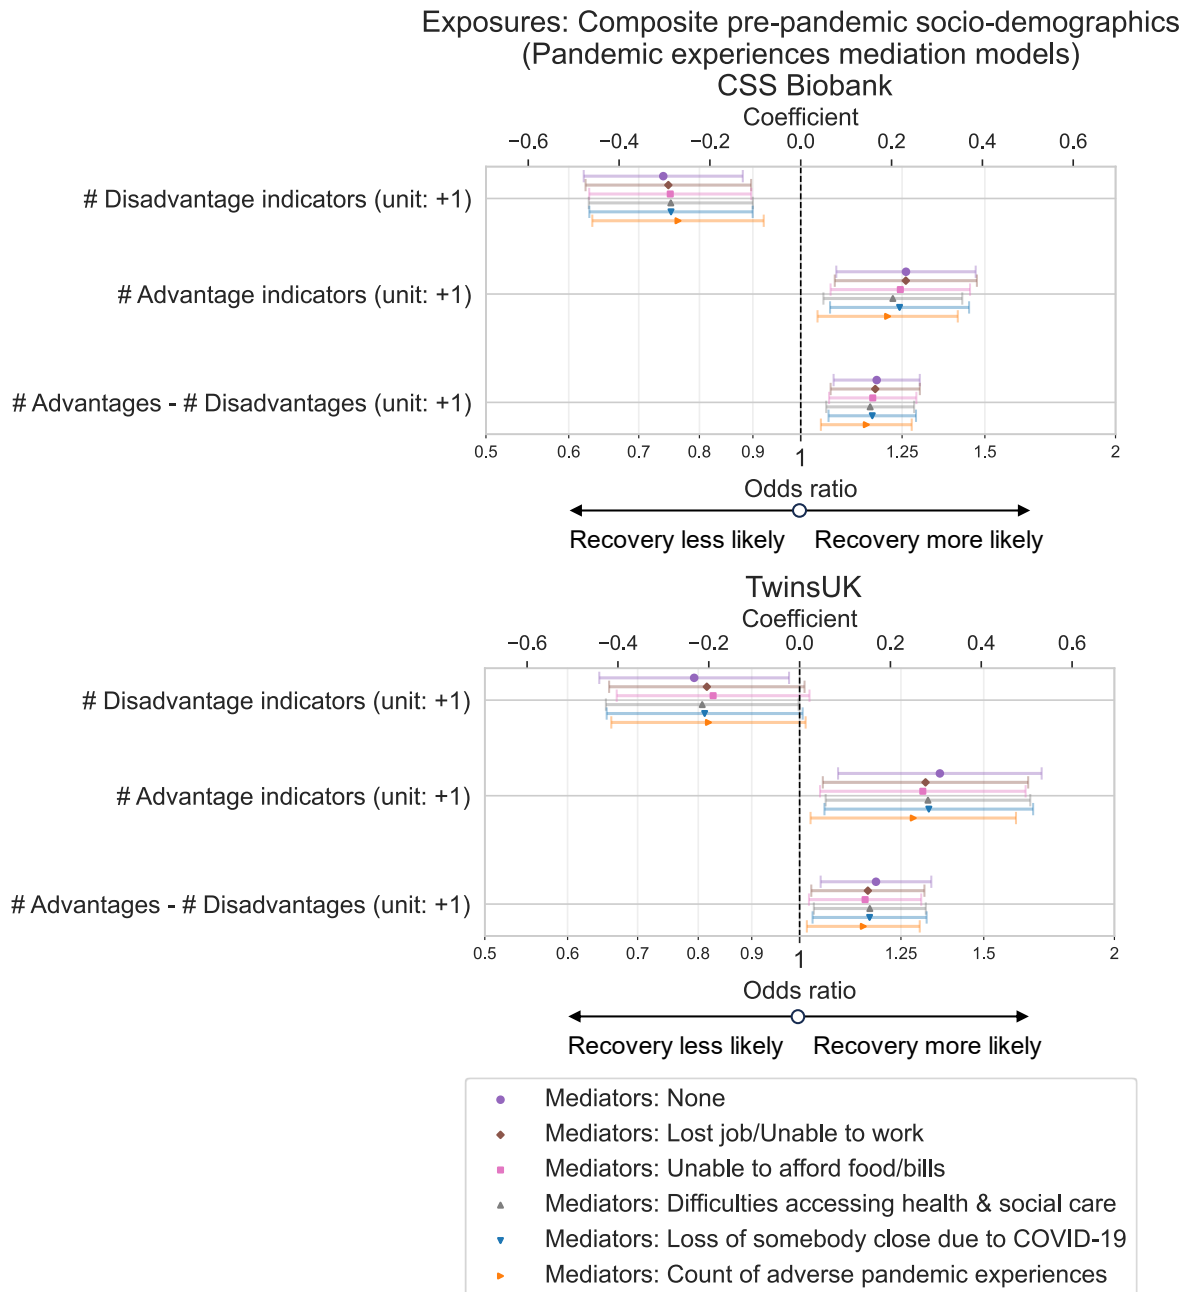 Exposures: Composite pre-pandemic socio-demographics
(Pandemic experiences mediation models)
CSS Biobank
Coefficient
−0.6 −0.4 −0.2 0.0 0.2 0.4 0.6
# Disadvantage indicators (unit: +1)
# Advantage indicators (unit: +1)
# Advantages - # Disadvantages (unit: +1)
0.5 0.6 0.7 0.8 0.9 1 1.25 1.5 2
Odds ratio
Recovery less likely Recovery more likely
TwinsUK
Coefficient
−0.6 −0.4 −0.2 0.0 0.2 0.4 0.6
# Disadvantage indicators (unit: +1)
# Advantage indicators (unit: +1)
# Advantages - # Disadvantages (unit: +1)
0.5 0.6 0.7 0.8 0.9 1 1.25 1.5 2
Odds ratio
Recovery less likely Recovery more likely
Mediators: None
Mediators: Lost job/Unable to work
Mediators: Unable to afford food/bills
Mediators: Difficulties accessing health & social care
Mediators: Loss of somebody close due to COVID-19
Mediators: Count of adverse pandemic experiences